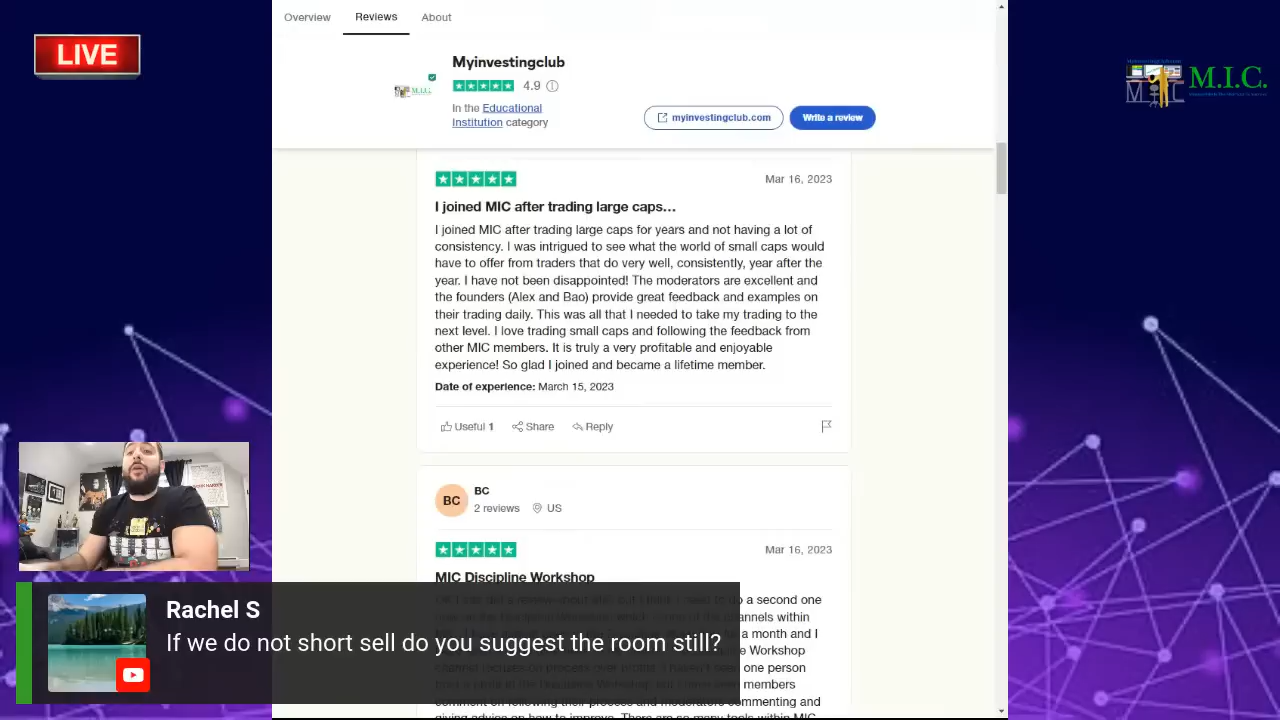 LIVE
Overview
Reviews
About
Myinvestingclub
4.9
In the Educational
Institution category
myinvestingclub.com
Write a review
M.I.C.
Mar 16, 2023
I joined MIC after trading large caps…
I joined MIC after trading large caps for years and not having a lot of
consistency. I was intrigued to see what the world of small caps would
have to offer from traders that do very well, consistently, year after the
year. I have not been disappointed! The moderators are excellent and
the founders (Alex and Bao) provide great feedback and examples on
their trading daily. This was all that I needed to take my trading to the
next level. I love trading small caps and following the feedback from
other MIC members. It is truly a very profitable and enjoyable
experience! So glad I joined and became a lifetime member.
Date of experience: March 15, 2023
Useful 1
Share
Reply
BC
BC
2 reviews
US
Mar 16, 2023
MIC Discipline Workshop
a second one
channels within
a month and I
Workshop
one person
members
commenting and
giving advice on how to improve. There are so many tools within MIC
Rachel S
If we do not short sell do you suggest the room still?